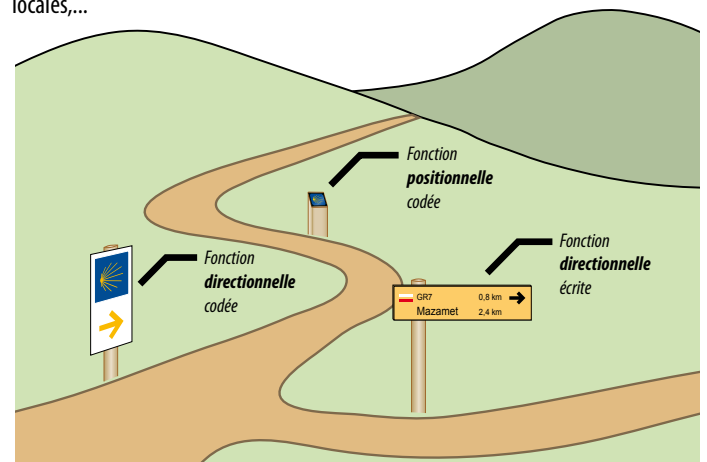 locales,...
Fonction
positionnelle
codée
Fonction
directionnelle
codée
Fonction
directionnelle
écrite
GR7 0,8 km
Mazamet 2,4 km